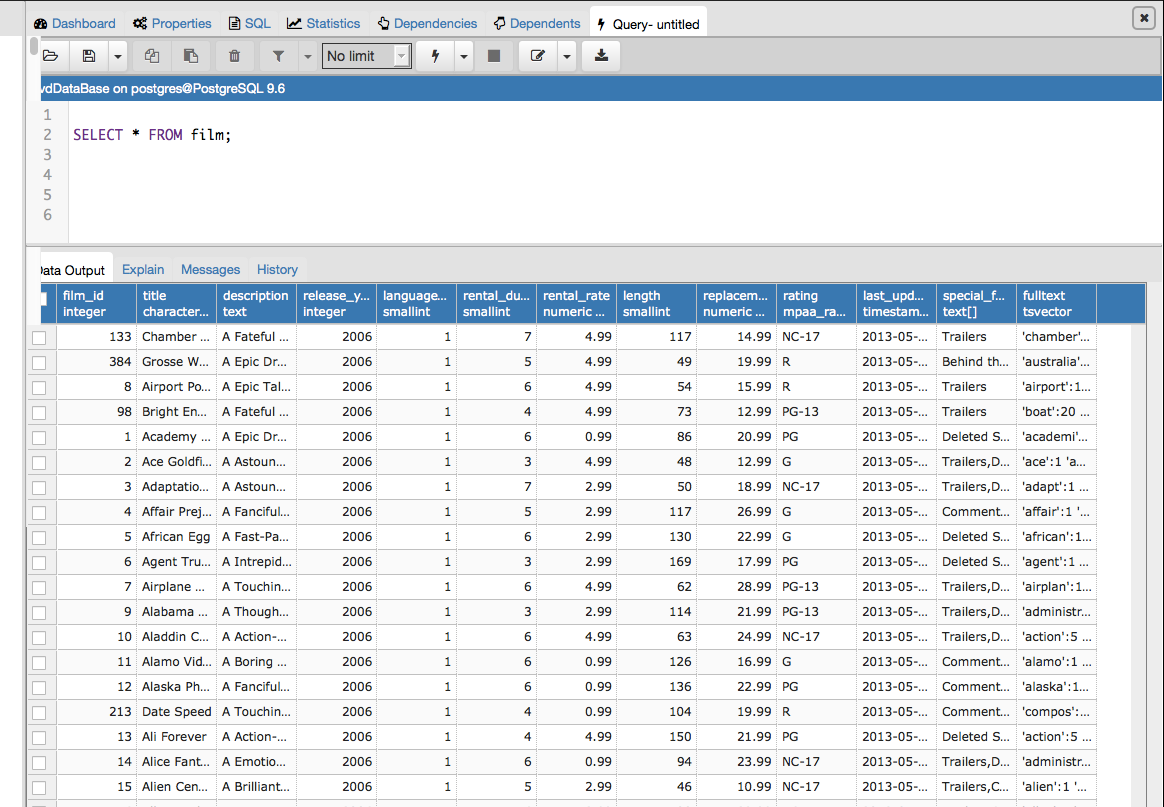 Dashboard Properties SQL Statistics Dependencies Dependents Query- untitled
No limit
vdDataBase on postgres@PostgreSQL 9.6
1
2 SELECT * FROM film;
3
4
5
6
Data Output Explain Messages History
film_id title description release_y... language... rental_du... rental_rate length replacem... rating last_upd... special_f... fulltext
integer character... text integer smallint smallint numeric ... smallint numeric ... mpaa_ra... timestam... text[] tsvector
133 Chamber ... A Fateful ... 2006 1 7 4.99 117 14.99 NC-17 2013-05-... Trailers 'chamber'...
384 Grosse W... A Epic Dr... 2006 1 5 4.99 49 19.99 R 2013-05-... Behind th... 'australia'...
8 Airport Po... A Epic Tal... 2006 1 6 4.99 54 15.99 R 2013-05-... Trailers 'airport':1...
98 Bright En... A Fateful ... 2006 1 4 4.99 73 12.99 PG-13 2013-05-... Trailers 'boat':20 ...
1 Academy ... A Epic Dr... 2006 1 6 0.99 86 20.99 PG 2013-05-... Deleted S... 'academi'...
2 Ace Goldfi... A Astoun... 2006 1 3 4.99 48 12.99 G 2013-05-... Trailers,D... 'ace':1 'a...
3 Adaptatio... A Astoun... 2006 1 7 2.99 50 18.99 NC-17 2013-05-... Trailers,D... 'adapt':1 ...
4 Affair Prej... A Fanciful... 2006 1 5 2.99 117 26.99 G 2013-05-... Comment... 'affair':1 '...
5 African Egg A Fast-Pa... 2006 1 6 2.99 130 22.99 G 2013-05-... Deleted S... 'african':1...
6 Agent Tru... A Intrepid... 2006 1 3 2.99 169 17.99 PG 2013-05-... Deleted S... 'agent':1 ...
7 Airplane ... A Touchin... 2006 1 6 4.99 62 28.99 PG-13 2013-05-... Trailers,D... 'airplan':1...
9 Alabama ... A Though... 2006 1 3 2.99 114 21.99 PG-13 2013-05-... Trailers,D... 'administr...
10 Aladdin C... A Action-... 2006 1 6 4.99 63 24.99 NC-17 2013-05-... Trailers,D... 'action':5 ...
11 Alamo Vid... A Boring ... 2006 1 6 0.99 126 16.99 G 2013-05-... Comment... 'alamo':1 ...
12 Alaska Ph... A Fanciful... 2006 1 6 0.99 136 22.99 PG 2013-05-... Comment... 'alaska':1...
213 Date Speed A Touchin... 2006 1 4 0.99 104 19.99 R 2013-05-... Comment... 'compos':...
13 Ali Forever A Action-... 2006 1 4 4.99 150 21.99 PG 2013-05-... Deleted S... 'action':5 ...
14 Alice Fant... A Emotio... 2006 1 6 0.99 94 23.99 NC-17 2013-05-... Trailers,D... 'administr...
15 Alien Cen... A Brilliant... 2006 1 5 2.99 46 10.99 NC-17 2013-05-... Trailers,C... 'alien':1 '...